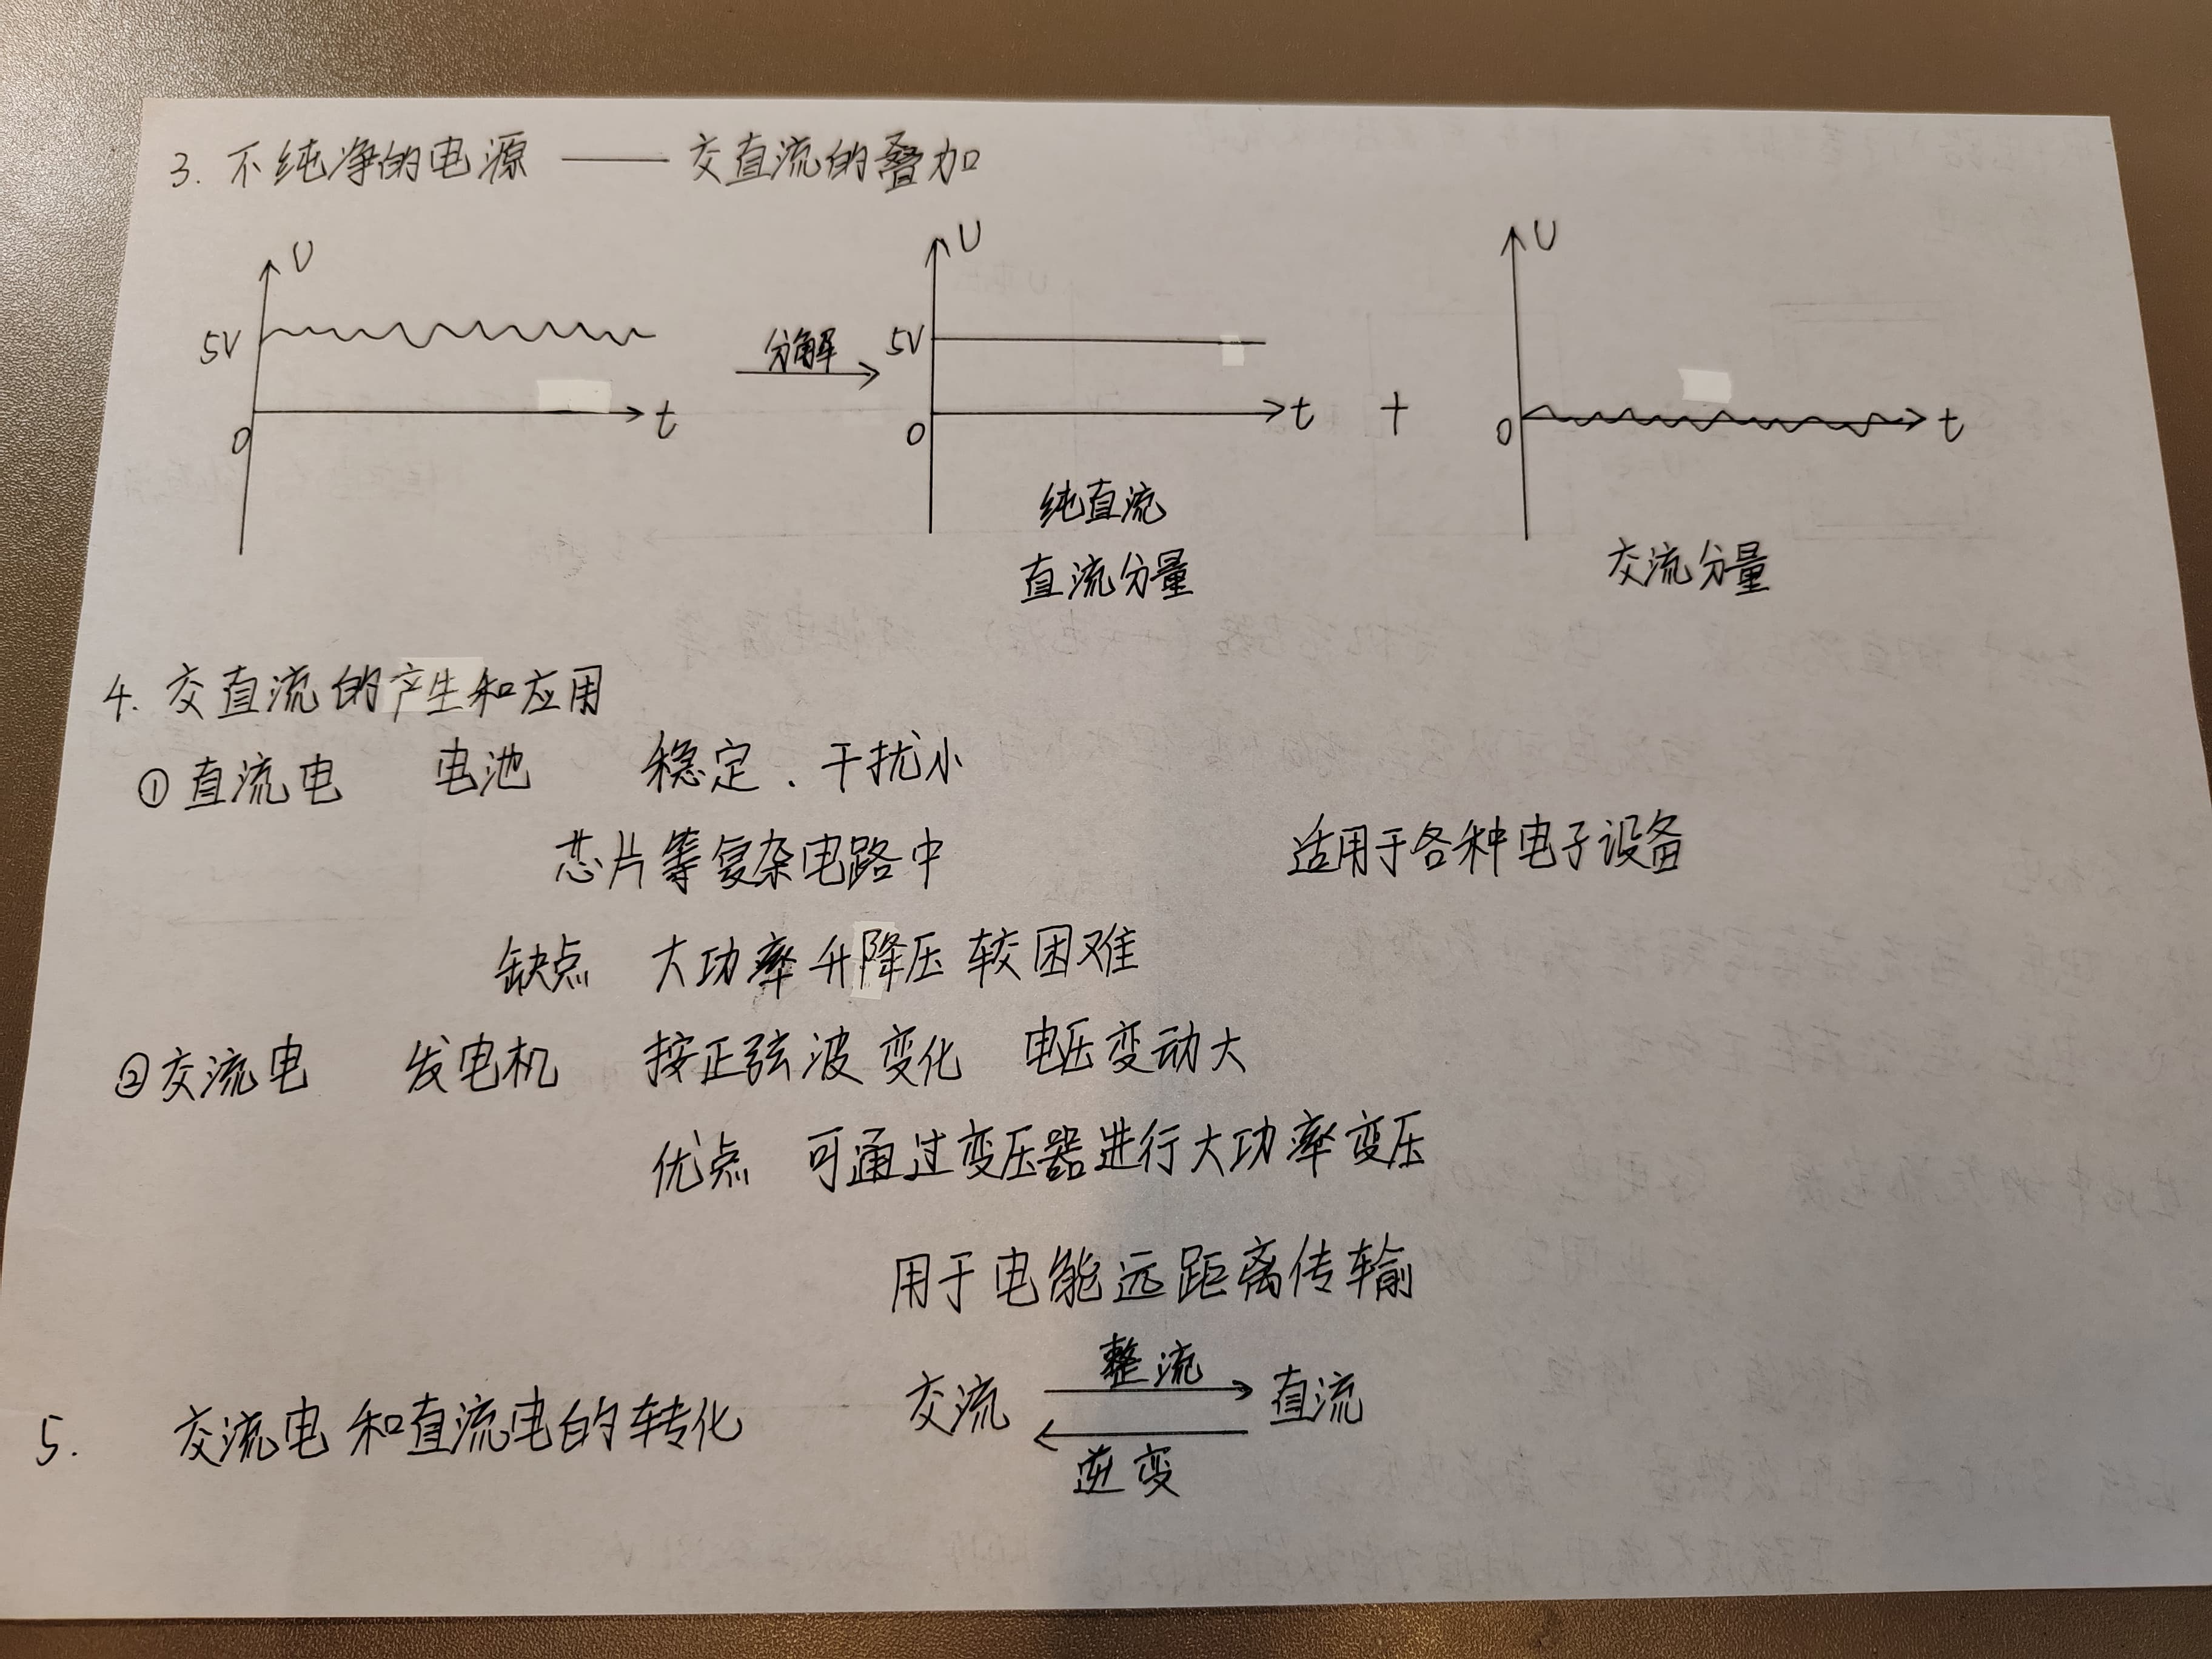 3. 不纯净的电源 —— 交直流的叠加
U
5V
0
t
分解
U
5V
0
t
纯直流
直流分量
+
U
0
t
交流分量
4. 交直流的产生和应用
① 直流电 电池 稳定 . 干扰小
芯片等复杂电路中 适用于各种电子设备
缺点 大功率升降压较困难
② 交流电 发电机 按正弦波变化 电压变动大
优点 可通过变压器进行大功率变压
用于电能远距离传输
5. 交流电和直流电的转化 交流 整流 直流
逆变